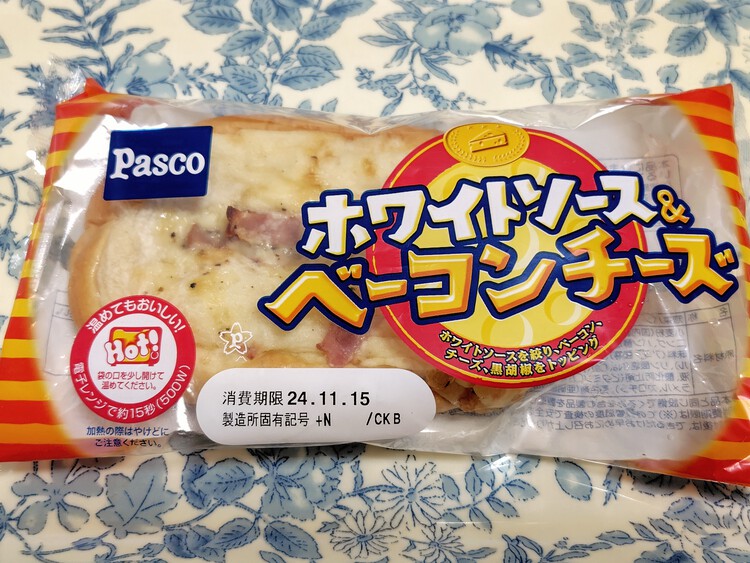 Pasco
ホワイトソース&
ベーコンチーズ
ホワイトソースを絞り、ベーコン・
チーズ、黒胡椒をトッピング
温めてもおいしい!
Hot!
袋の口を少し開けて
温めてください。
電子レンジで約15秒(500W)
加熱の際はやけどに
ご注意ください。
P
消費期限 24.11.15
製造所固有記号 +N /CK B